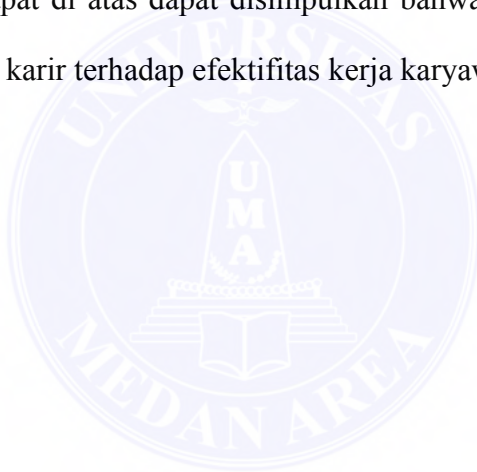 pat di atas dapat disimpulkan bahwa
karir terhadap efektifitas kerja karyaw
UNIVERSITAS
UMA
MEDAN AREA